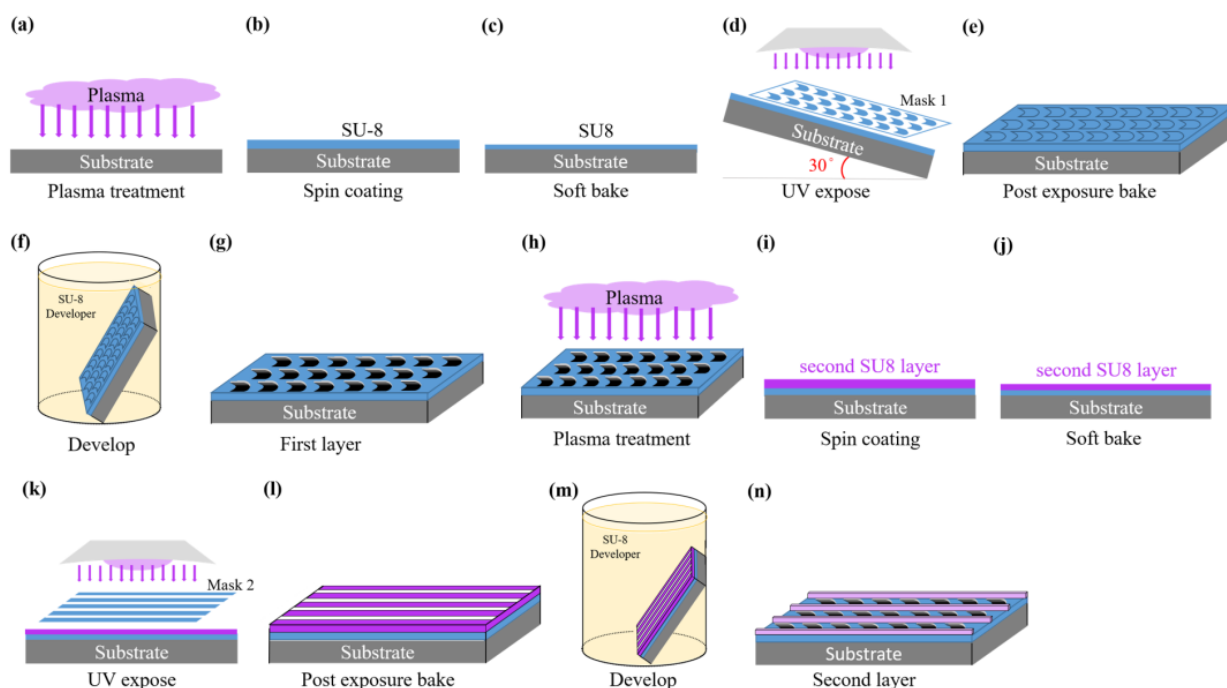 (a)
Plasma
Substrate
Plasma treatment
(b)
SU-8
Substrate
Spin coating
(c)
SU8
Substrate
Soft bake
(d)
Mask 1
Substrate
30°
UV expose
(e)
Substrate
Post exposure bake
(f)
SU-8
Developer
Develop
(g)
Substrate
First layer
(h)
Plasma
Substrate
Plasma treatment
(i)
second SU8 layer
Substrate
Spin coating
(j)
second SU8 layer
Substrate
Soft bake
(k)
Mask 2
Substrate
UV expose
(l)
Substrate
Post exposure bake
(m)
SU-8
Developer
Develop
(n)
Substrate
Second layer